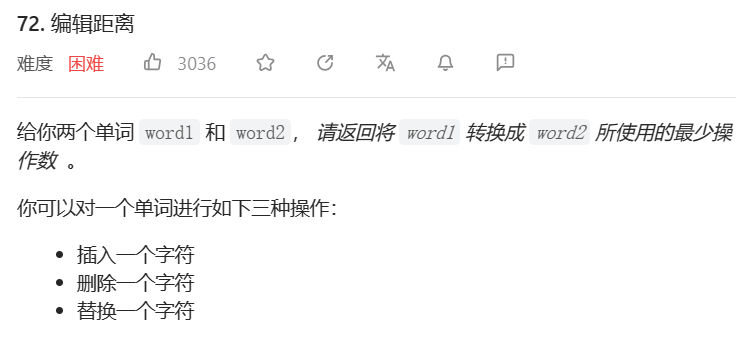 72. 编辑距离
难度 困难 3036
给你两个单词 word1 和 word2， 请返回将 word1 转换成 word2 所使用的最少操
作数 。
你可以对一个单词进行如下三种操作：
插入一个字符
删除一个字符
替换一个字符